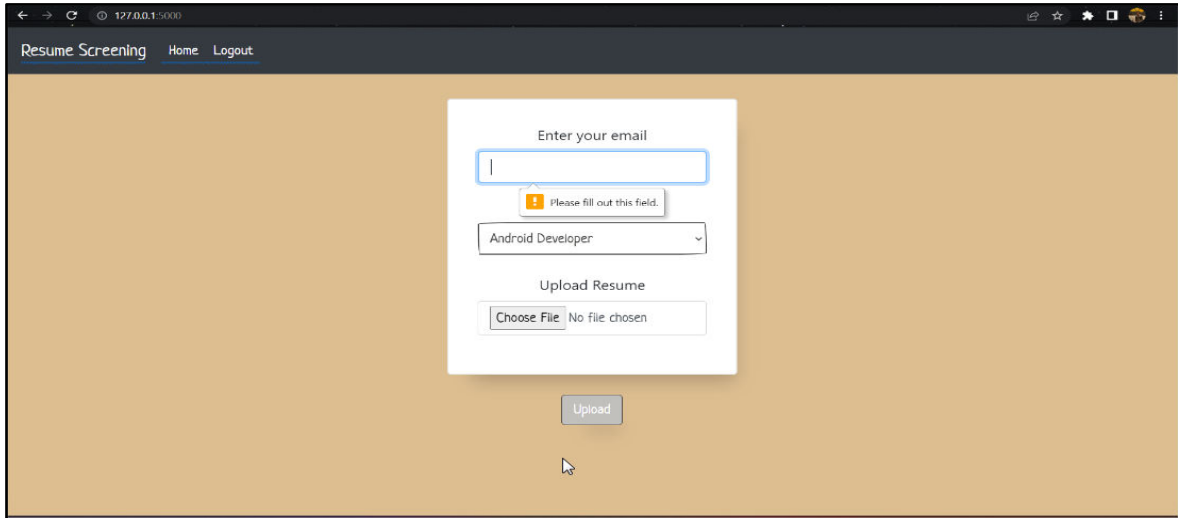 127.0.0.1:5000
Resume Screening Home Logout
Enter your email
Please fill out this field.
Android Developer
Upload Resume
Choose File No file chosen
Upload